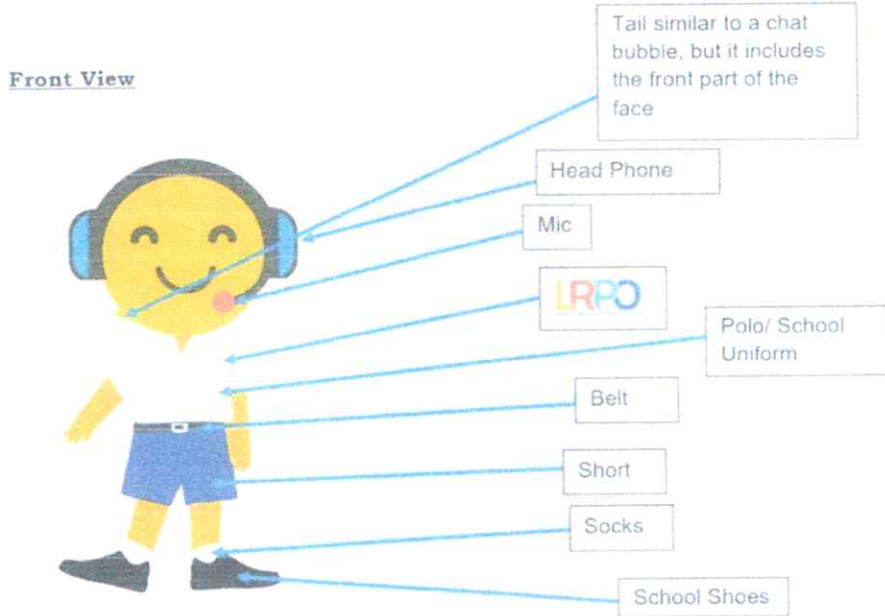 Front View
Tail similar to a chat
bubble, but it includes
the front part of the
face
Head Phone
Mic
LRPO
Polo/ School
Uniform
Belt
Short
Socks
School Shoes